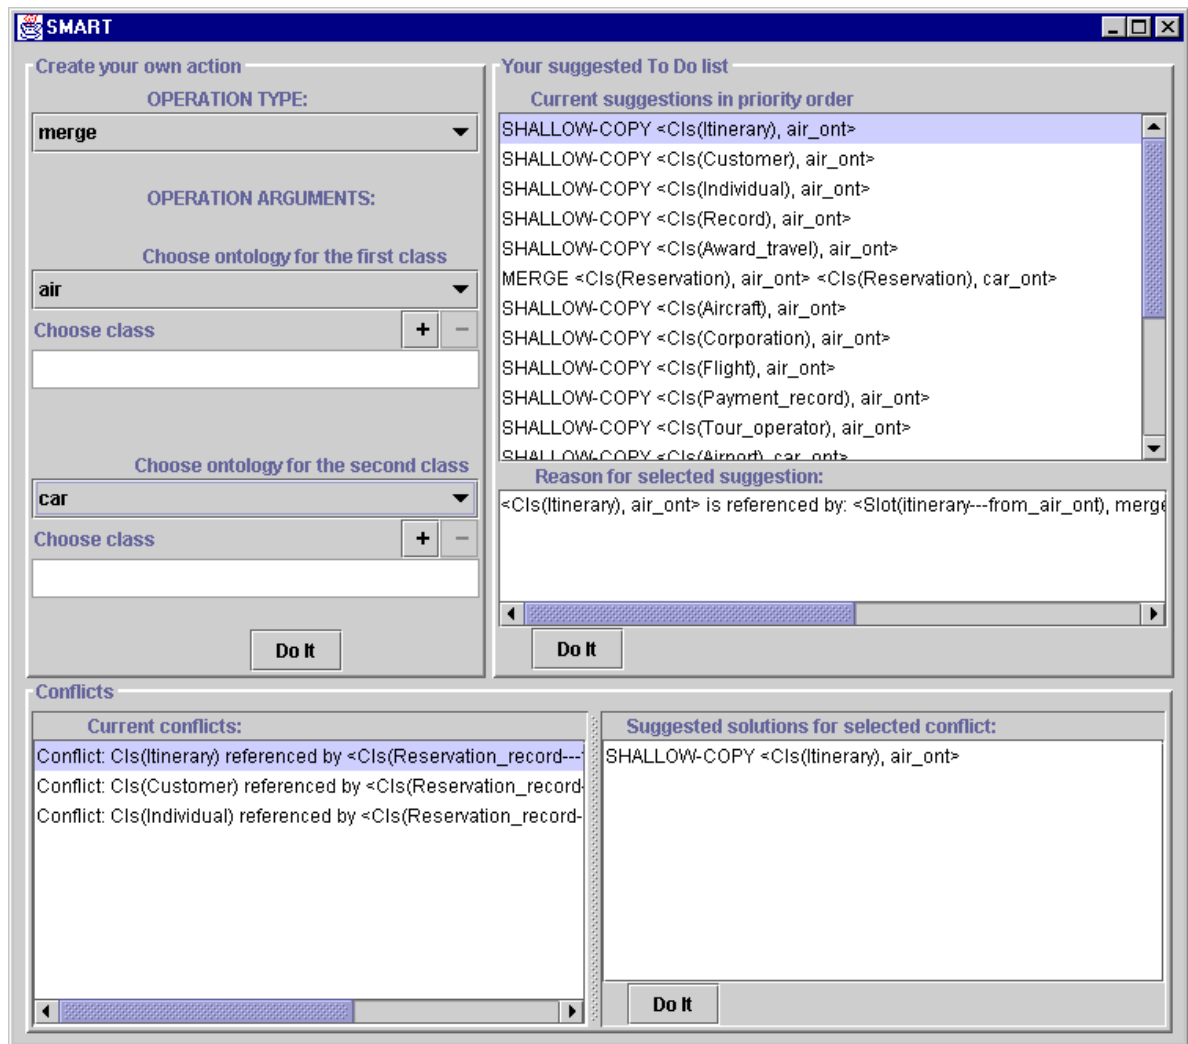 SMART
Create your own action
OPERATION TYPE:
merge
OPERATION ARGUMENTS:
Choose ontology for the first class
air
Choose class
+ −
Choose ontology for the second class
car
Choose class
+ −
Do It
Your suggested To Do list
Current suggestions in priority order
SHALLOW-COPY <Cls(Itinerary), air_ont>
SHALLOW-COPY <Cls(Customer), air_ont>
SHALLOW-COPY <Cls(Individual), air_ont>
SHALLOW-COPY <Cls(Record), air_ont>
SHALLOW-COPY <Cls(Award_travel), air_ont>
MERGE <Cls(Reservation), air_ont> <Cls(Reservation), car_ont>
SHALLOW-COPY <Cls(Aircraft), air_ont>
SHALLOW-COPY <Cls(Corporation), air_ont>
SHALLOW-COPY <Cls(Flight), air_ont>
SHALLOW-COPY <Cls(Payment_record), air_ont>
SHALLOW-COPY <Cls(Tour_operator), air_ont>
SHALLOW-COPY <Cls(Airport), car_ont>
Reason for selected suggestion:
<Cls(Itinerary), air_ont> is referenced by: <Slot(itinerary---from_air_ont), merge
Do It
Conflicts
Current conflicts:
Conflict: Cls(Itinerary) referenced by <Cls(Reservation_record---
Conflict: Cls(Customer) referenced by <Cls(Reservation_record-
Conflict: Cls(Individual) referenced by <Cls(Reservation_record-
Suggested solutions for selected conflict:
SHALLOW-COPY <Cls(Itinerary), air_ont>
Do It